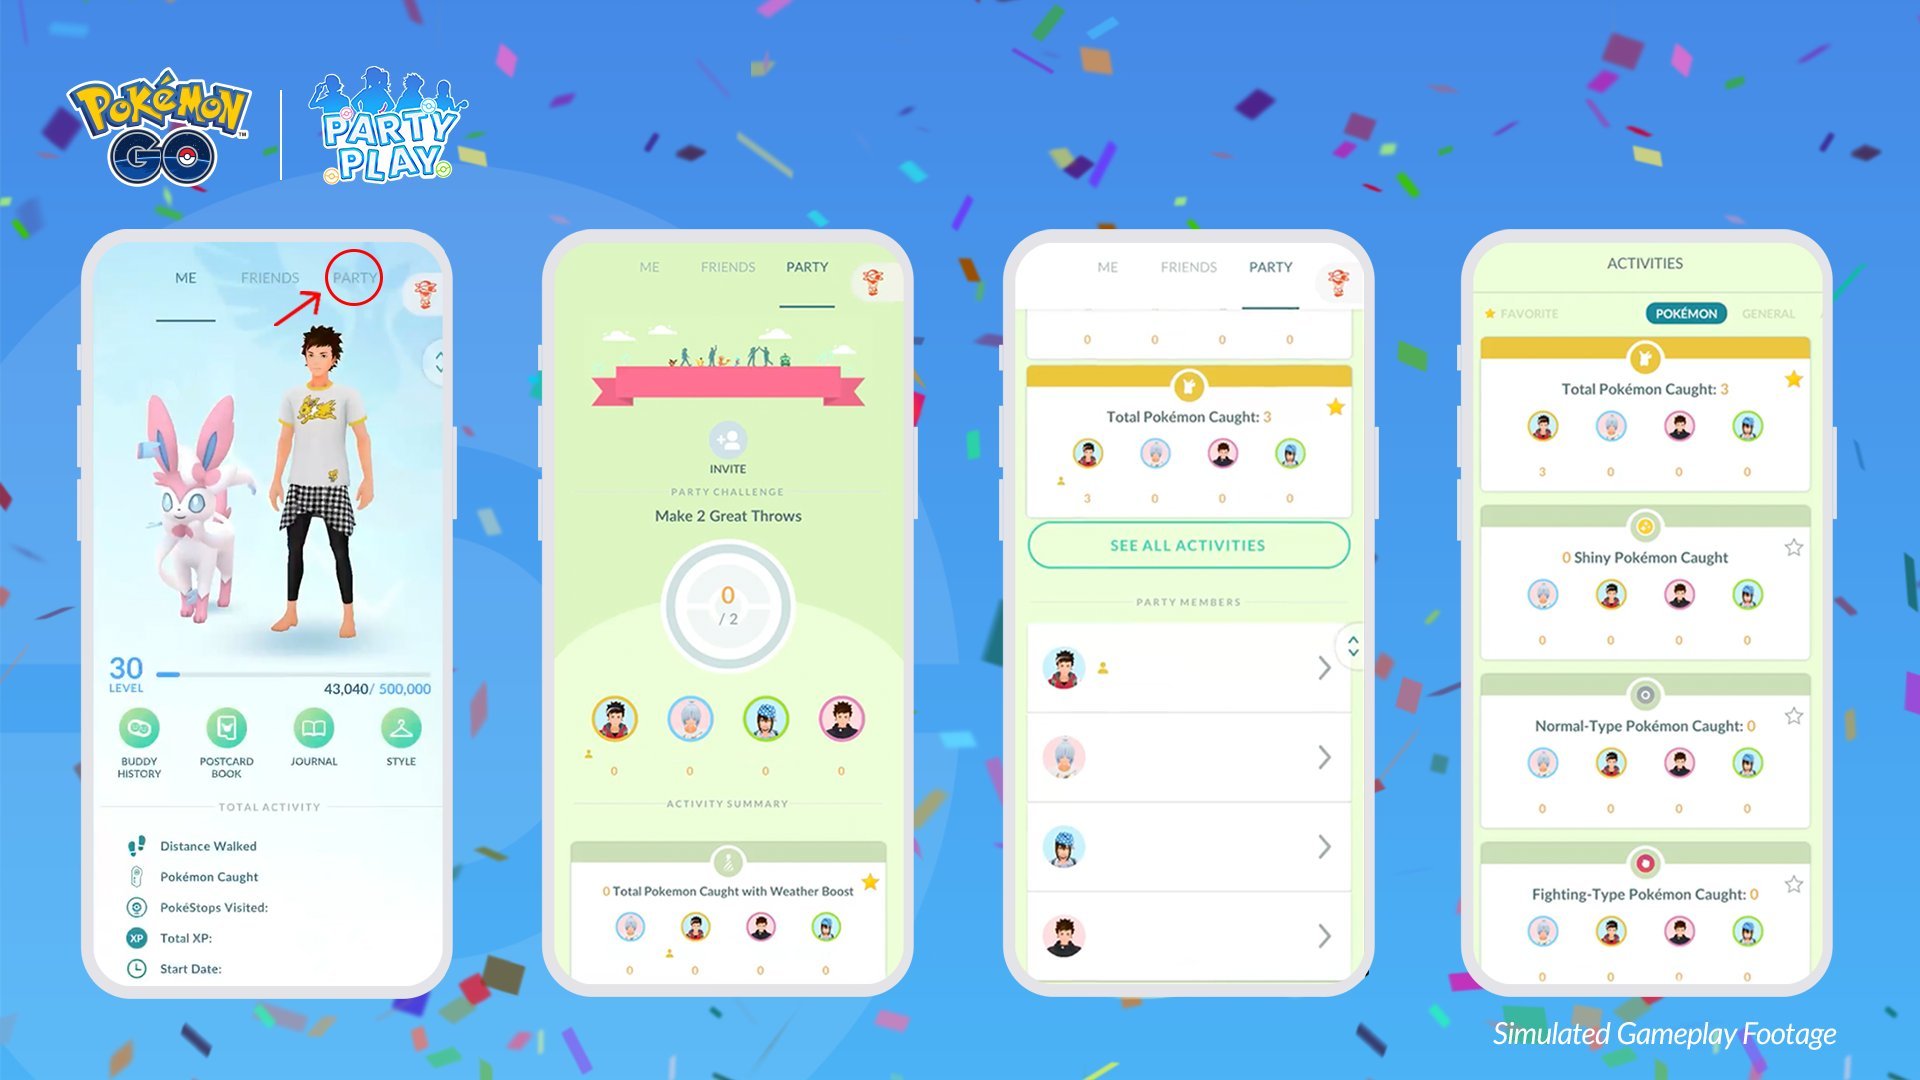 POKÉMON
GO
PARTY
PLAY
ME FRIENDS PARTY
30
LEVEL
43,040/ 500,000
BUDDY
HISTORY
POSTCARD
BOOK
JOURNAL
STYLE
TOTAL ACTIVITY
Distance Walked
Pokémon Caught
PokéStops Visited:
XP Total XP:
Start Date:
ME FRIENDS PARTY
INVITE
PARTY CHALLENGE
Make 2 Great Throws
0
/ 2
0 0 0 0
ACTIVITY SUMMARY
0 Total Pokemon Caught with Weather Boost
0 0 0 0
ME FRIENDS PARTY
0 0 0 0
Total Pokémon Caught: 3
3 0 0 0
SEE ALL ACTIVITIES
PARTY MEMBERS
ACTIVITIES
FAVORITE POKÉMON GENERAL
Total Pokémon Caught: 3
3 0 0 0
0 Shiny Pokémon Caught
0 0 0 0
Normal-Type Pokémon Caught: 0
0 0 0 0
Fighting-Type Pokémon Caught: 0
0 0 0 0
Simulated Gameplay Footage